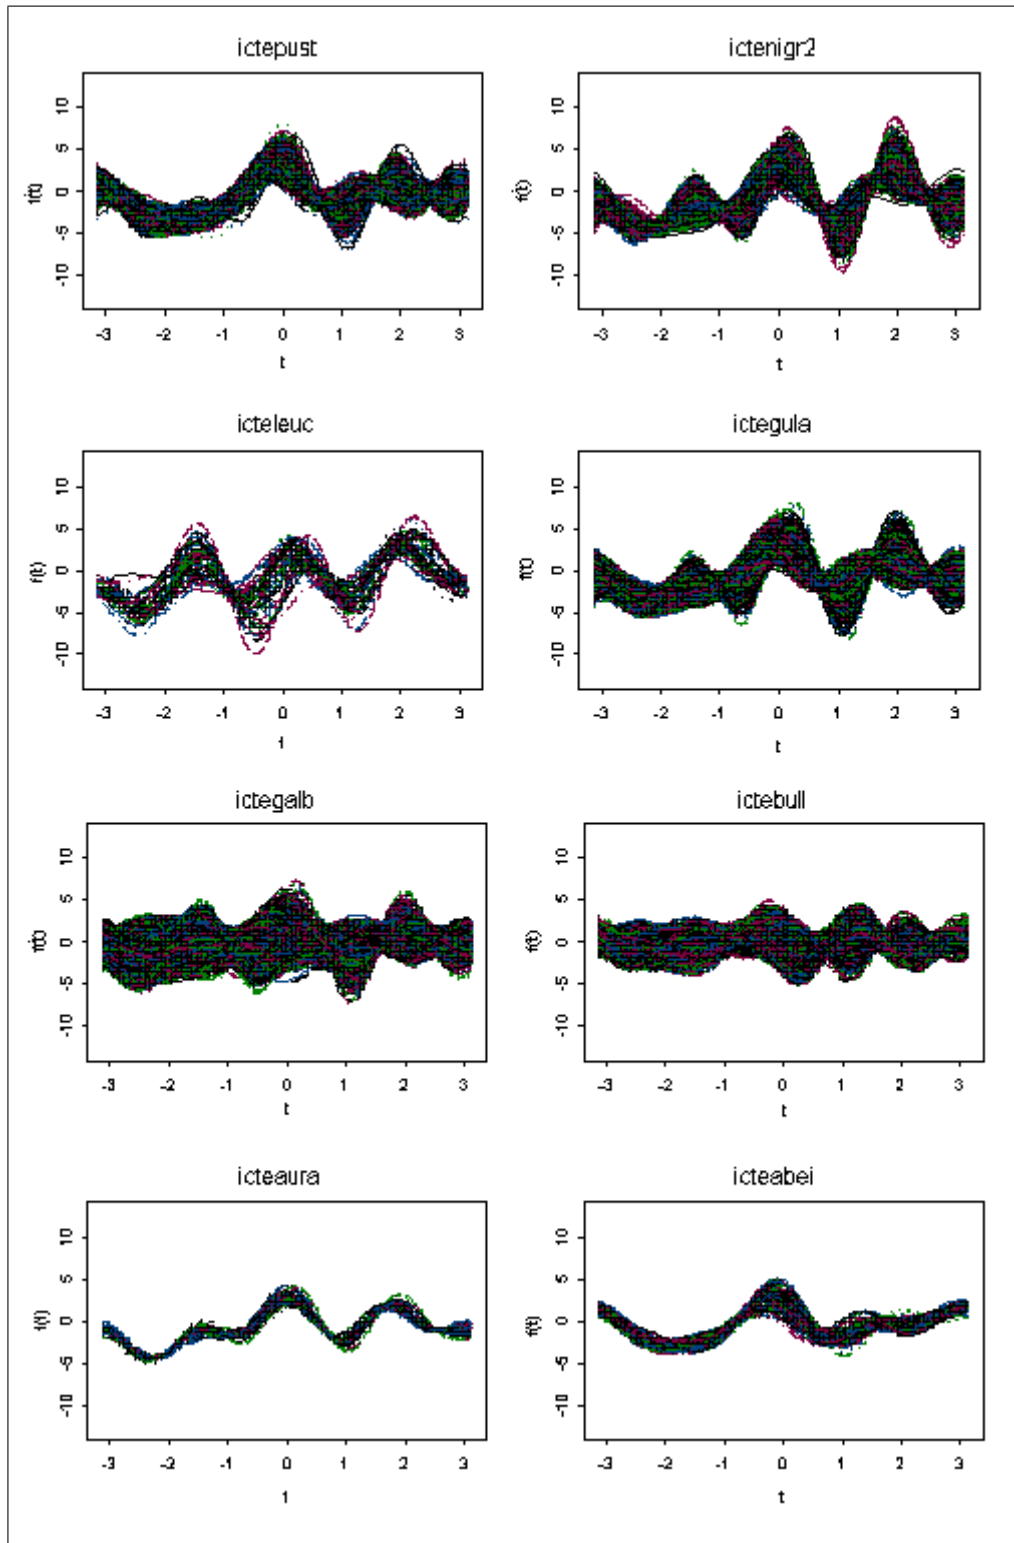 ictepust ictenigr2
10 10
5 5
f(t) 0 f(t) 0
-5 -5
-10 -10
-3 -2 -1 0 1 2 3 -3 -2 -1 0 1 2 3
t t
icteleuc ictegula
10 10
5 5
f(t) 0 f(t) 0
-5 -5
-10 -10
-3 -2 -1 0 1 2 3 -3 -2 -1 0 1 2 3
t t
ictegalb ictebull
10 10
5 5
f(t) 0 f(t) 0
-5 -5
-10 -10
-3 -2 -1 0 1 2 3 -3 -2 -1 0 1 2 3
t t
icteaura icteabei
10 10
5 5
f(t) 0 f(t) 0
-5 -5
-10 -10
-3 -2 -1 0 1 2 3 -3 -2 -1 0 1 2 3
t t